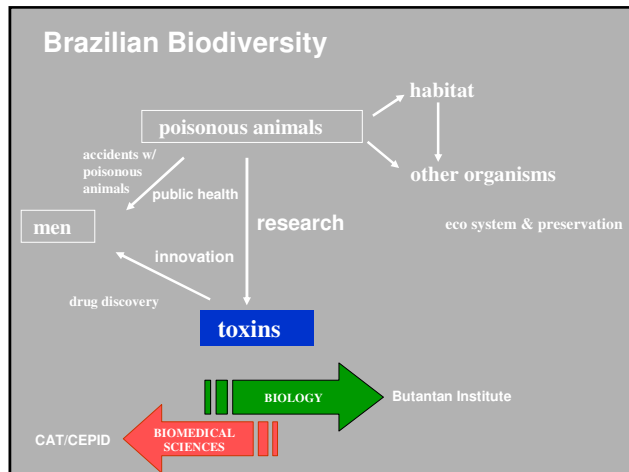 Brazilian Biodiversity
habitat
poisonous animals
accidents w/
poisonous
animals
public health
other organisms
men
research
eco system & preservation
innovation
drug discovery
toxins
BIOLOGY
Butantan Institute
CAT/CEPID
BIOMEDICAL
SCIENCES